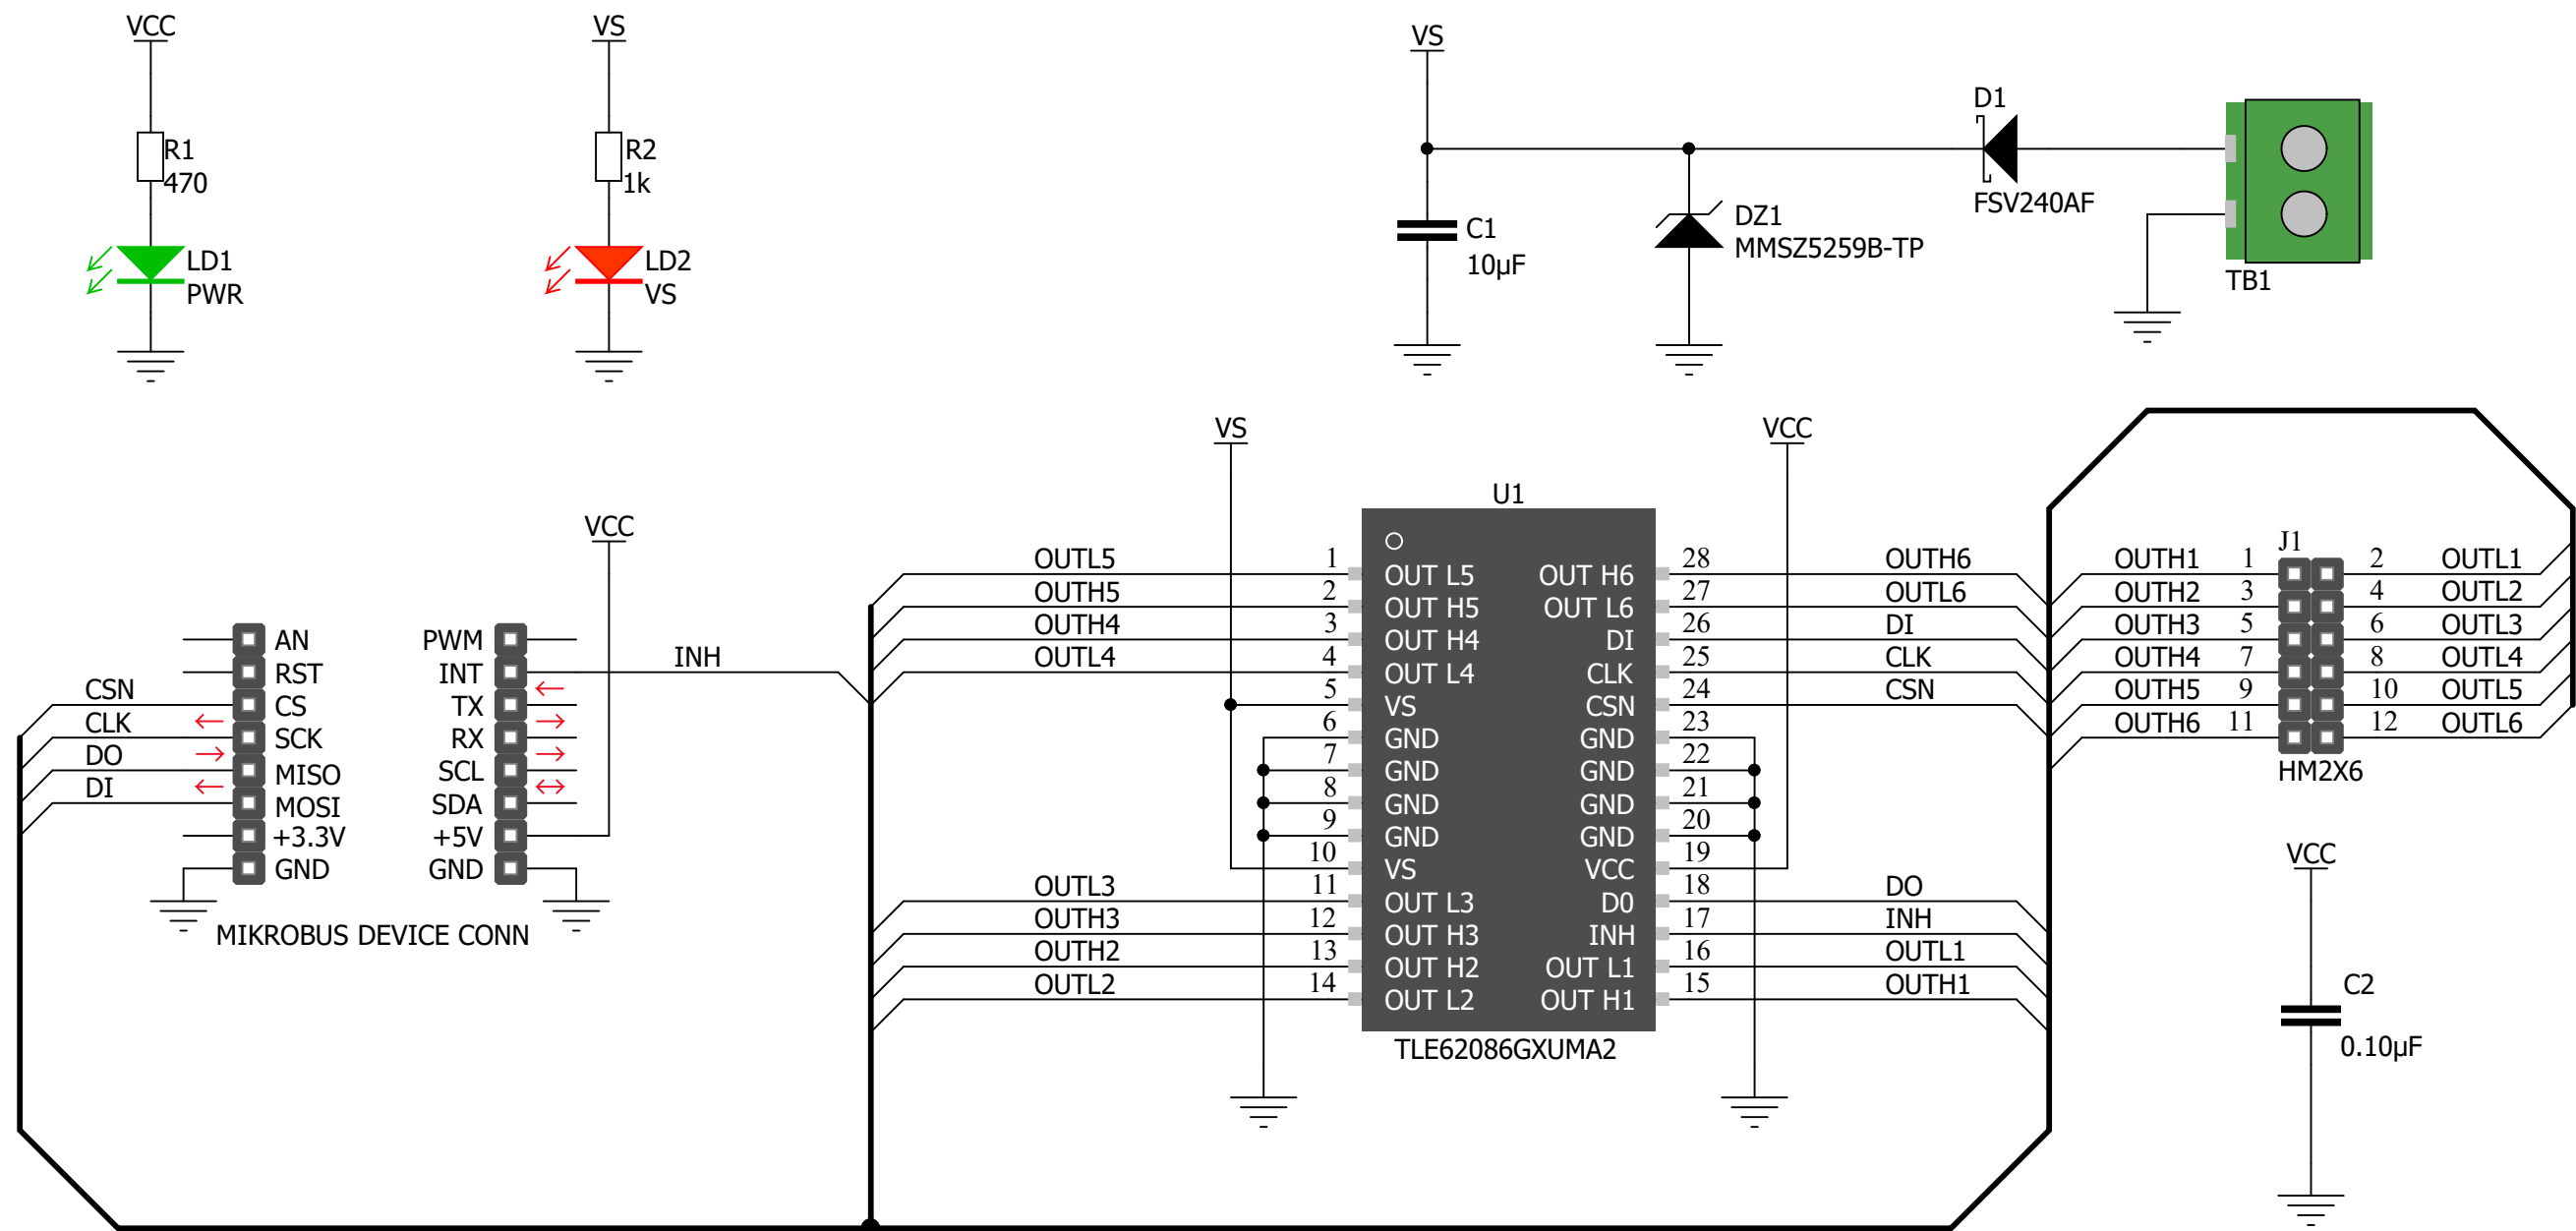 VCC
R1
470
LD1
PWR
VS
R2
1k
LD2
VS
VS
C1
10µF
DZ1
MMSZ5259B-TP
D1
FSV240AF
TB1
CSN
CLK
DO
DI
AN
RST
CS
SCK
MISO
MOSI
+3.3V
GND
PWM
INT
TX
RX
SCL
SDA
+5V
GND
VCC
INH
MIKROBUS DEVICE CONN
VS
VCC
U1
OUTL5 1 OUT L5 OUT H6 28 OUTH6
OUTH5 2 OUT H5 OUT L6 27 OUTL6
OUTH4 3 OUT H4 DI 26 DI
OUTL4 4 OUT L4 CLK 25 CLK
5 VS CSN 24 CSN
6 GND GND 23
7 GND GND 22
8 GND GND 21
9 GND GND 20
10 VS VCC 19
OUTL3 11 OUT L3 D0 18 DO
OUTH3 12 OUT H3 INH 17 INH
OUTH2 13 OUT H2 OUT L1 16 OUTL1
OUTL2 14 OUT L2 OUT H1 15 OUTH1
TLE62086GXUMA2
J1
OUTH1 1 2 OUTL1
OUTH2 3 4 OUTL2
OUTH3 5 6 OUTL3
OUTH4 7 8 OUTL4
OUTH5 9 10 OUTL5
OUTH6 11 12 OUTL6
HM2X6
VCC
C2
0.10µF